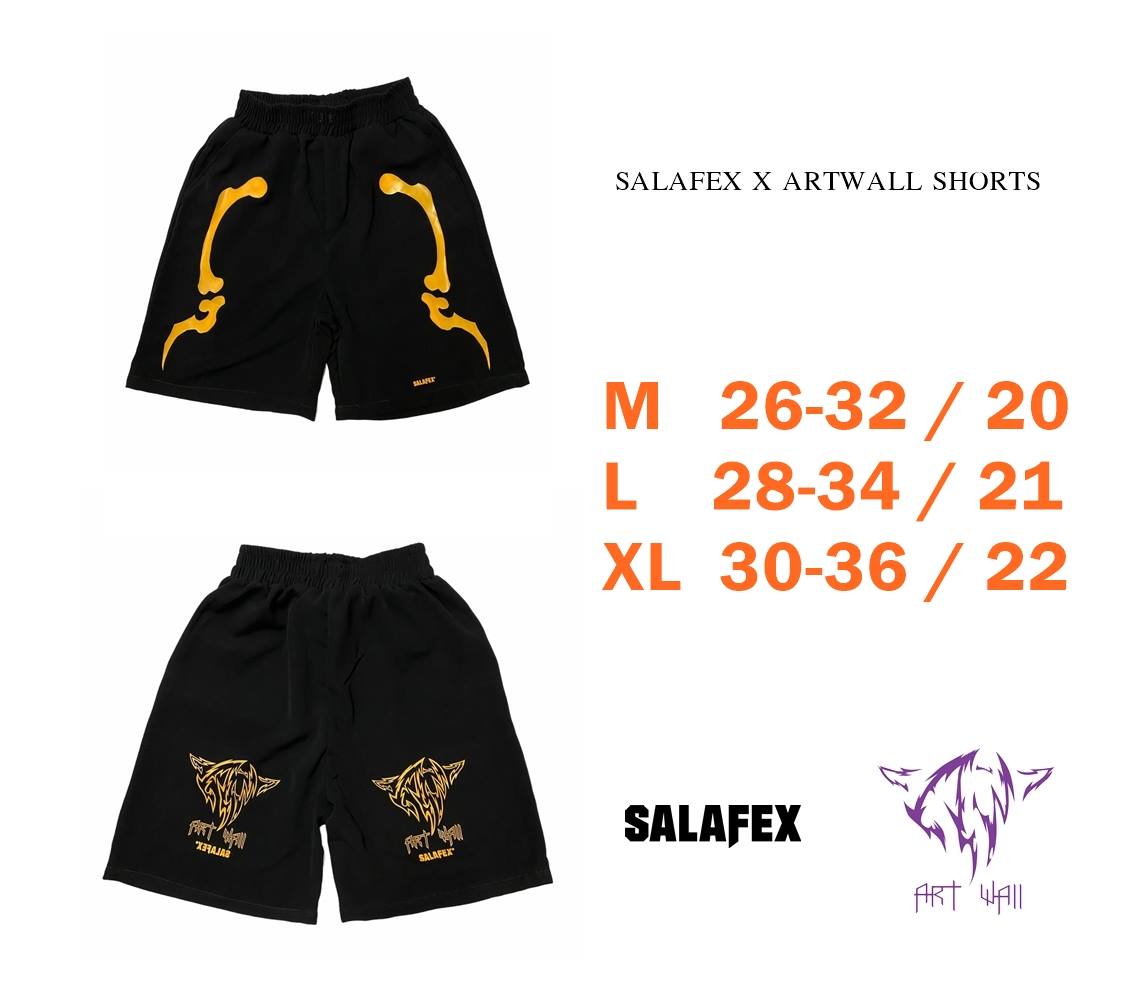 SALAFEX X ARTWALL SHORTS
M 26-32 / 20
L 28-34 / 21
XL 30-36 / 22
SALAFEX
ART WAll
SALAFEX
ART WAll
SALAFEX
ART WAll
SALAFEX